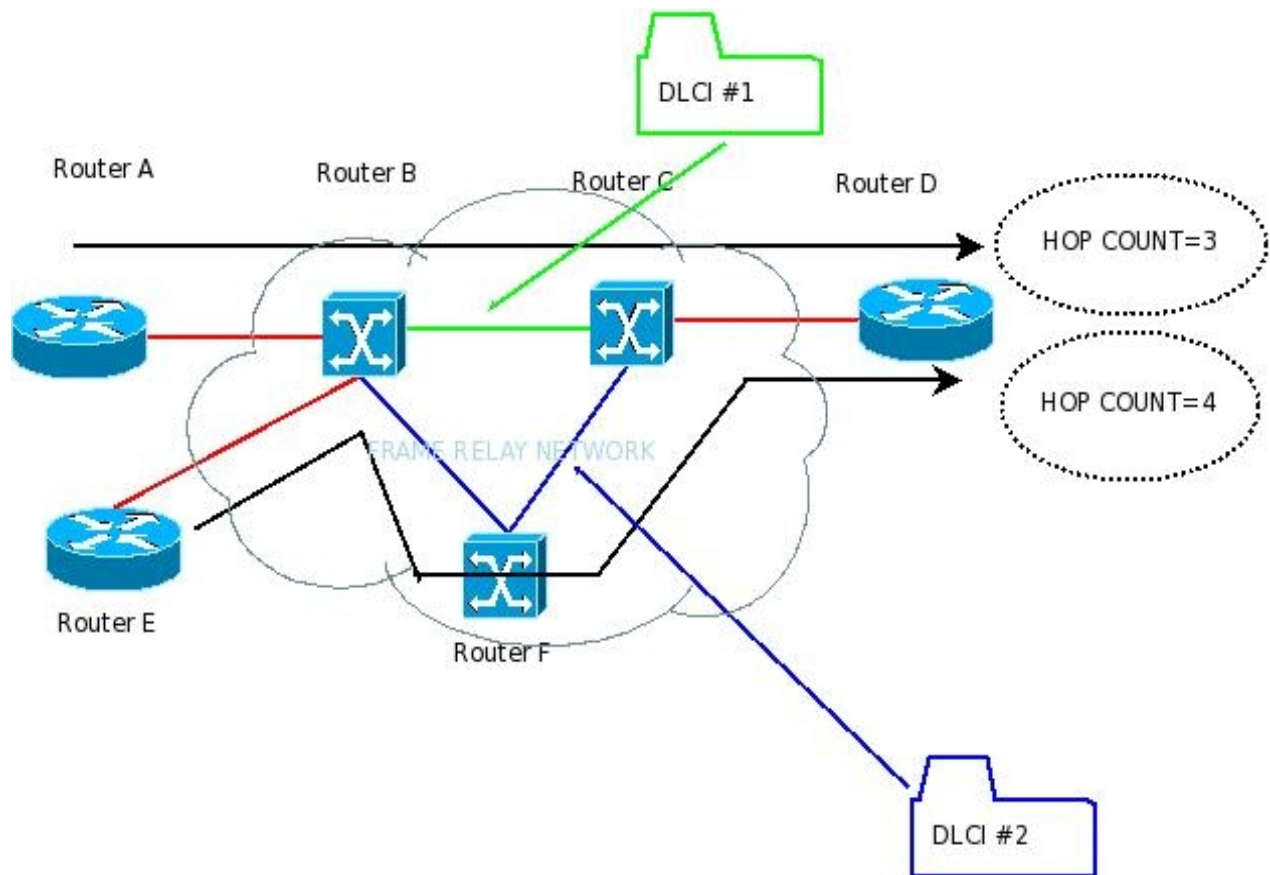 DLCI #1
Router A
Router B
Router C
Router D
HOP COUNT=3
HOP COUNT=4
FRAME RELAY NETWORK
Router E
Router F
DLCI #2